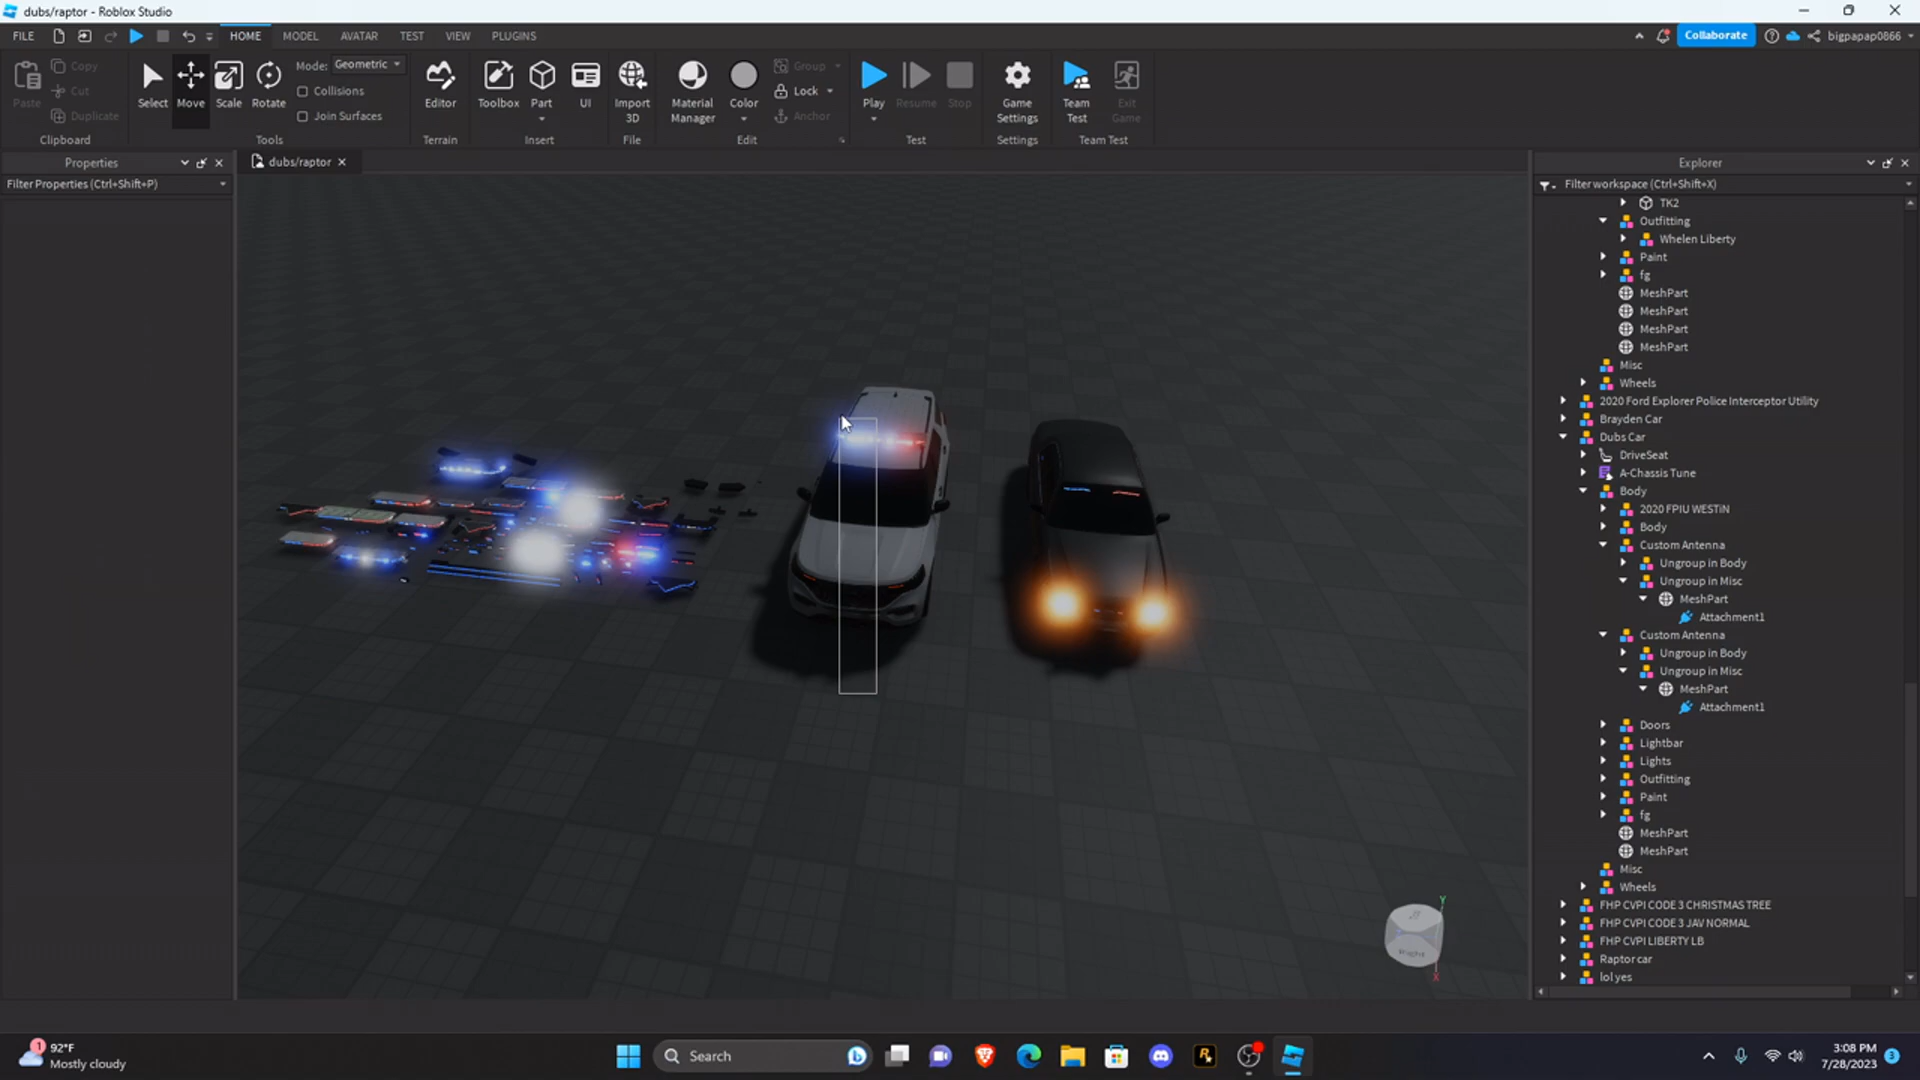 dubs/raptor - Roblox Studio
FILE HOME MODEL AVATAR TEST VIEW PLUGINS Collaborate bigpapap0866
Paste Copy Cut Duplicate Clipboard
Select Move Scale Rotate Mode: Geometric Collisions Join Surfaces Tools
Editor Terrain
Toolbox Part UI Insert
Import 3D File
Material Manager Color Group Lock Anchor Edit
Play Resume Stop Test
Game Settings Settings
Team Test Exit Game Team Test
Properties
Filter Properties (Ctrl+Shift+P)
dubs/raptor
Explorer
Filter workspace (Ctrl+Shift+X)
TK2
Outfitting
Whelen Liberty
Paint
fg
MeshPart
MeshPart
MeshPart
MeshPart
Misc
Wheels
2020 Ford Explorer Police Interceptor Utility
Brayden Car
Dubs Car
DriveSeat
A-Chassis Tune
Body
2020 FPIU WESTiN
Body
Custom Antenna
Ungroup in Body
Ungroup in Misc
MeshPart
Attachment1
Custom Antenna
Ungroup in Body
Ungroup in Misc
MeshPart
Attachment1
Doors
Lightbar
Lights
Outfitting
Paint
fg
MeshPart
MeshPart
Misc
Wheels
FHP CVPI CODE 3 CHRISTMAS TREE
FHP CVPI CODE 3 JAV NORMAL
FHP CVPI LIBERTY LB
Raptor car
lol yes
Y
X
1
92°F
Mostly cloudy
Search
3:08 PM
7/28/2023
3